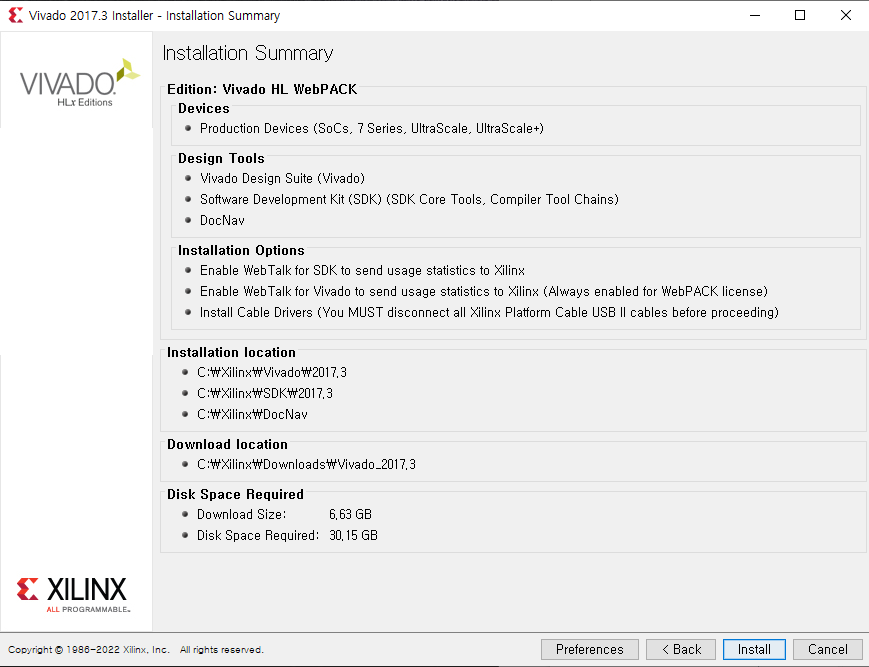 Vivado 2017.3 Installer - Installation Summary
VIVADO.
HLx Editions
Installation Summary
Edition: Vivado HL WebPACK
Devices
Production Devices (SoCs, 7 Series, UltraScale, UltraScale+)
Design Tools
Vivado Design Suite (Vivado)
Software Development Kit (SDK) (SDK Core Tools, Compiler Tool Chains)
DocNav
Installation Options
Enable WebTalk for SDK to send usage statistics to Xilinx
Enable WebTalk for Vivado to send usage statistics to Xilinx (Always enabled for WebPACK license)
Install Cable Drivers (You MUST disconnect all Xilinx Platform Cable USB II cables before proceeding)
Installation location
C:₩Xilinx₩Vivado₩2017.3
C:₩Xilinx₩SDK₩2017.3
C:₩Xilinx₩DocNav
Download location
C:₩Xilinx₩Downloads₩Vivado_2017.3
Disk Space Required
Download Size: 6.63 GB
Disk Space Required: 30.15 GB
XILINX
ALL PROGRAMMABLE™
Copyright © 1986-2022 Xilinx, Inc. All rights reserved.
Preferences < Back Install Cancel